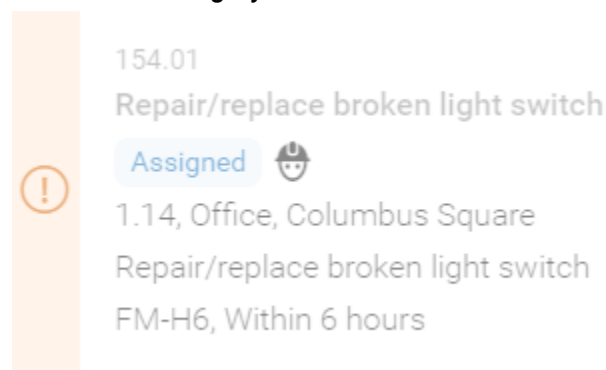 154.01
Repair/replace broken light switch
Assigned
1.14, Office, Columbus Square
Repair/replace broken light switch
FM-H6, Within 6 hours